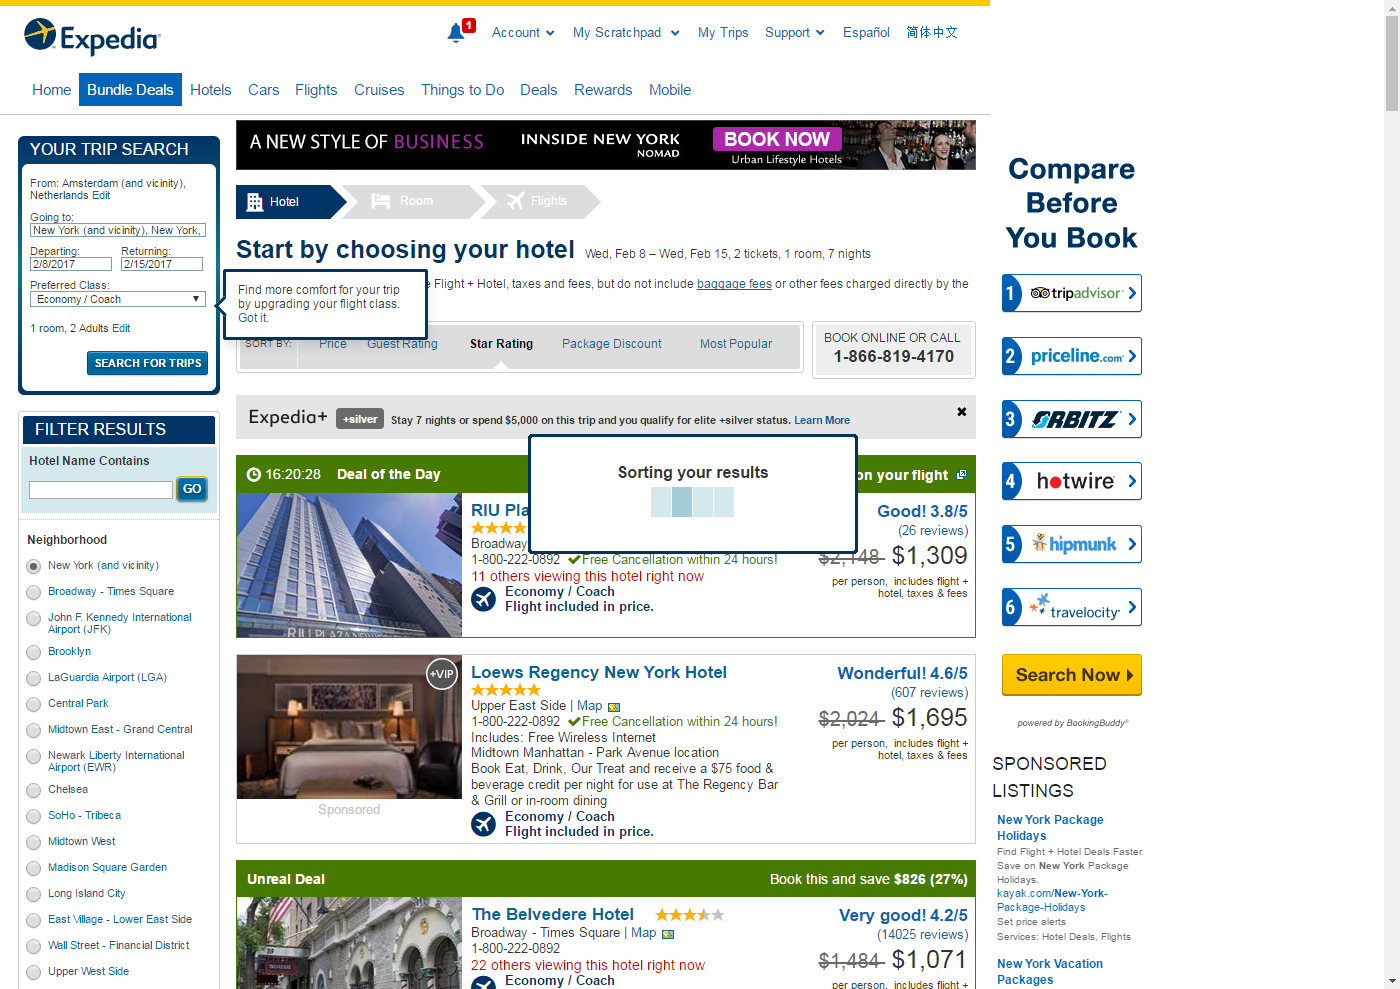 Expedia
1
Account
My Scratchpad
My Trips
Support
Español
简体中文
Home
Bundle Deals
Hotels
Cars
Flights
Cruises
Things to Do
Deals
Rewards
Mobile
YOUR TRIP SEARCH
From: Amsterdam (and vicinity),
Netherlands Edit
Going to:
New York (and vicinity), New York,
Departing:
Returning:
2/8/2017
2/15/2017
Preferred Class:
Economy / Coach
1 room, 2 Adults Edit
SEARCH FOR TRIPS
Find more comfort for your trip
by upgrading your flight class.
Got it.
FILTER RESULTS
Hotel Name Contains
GO
Neighborhood
New York (and vicinity)
Broadway - Times Square
John F. Kennedy International
Airport (JFK)
Brooklyn
LaGuardia Airport (LGA)
Central Park
Midtown East - Grand Central
Newark Liberty International
Airport (EWR)
Chelsea
SoHo - Tribeca
Midtown West
Madison Square Garden
Long Island City
East Village - Lower East Side
Wall Street - Financial District
Upper West Side
A NEW STYLE OF BUSINESS
INNSIDE NEW YORK
NOMAD
BOOK NOW
Urban Lifestyle Hotels
Hotel
Room
Flights
Start by choosing your hotel
Wed, Feb 8 – Wed, Feb 15, 2 tickets, 1 room, 7 nights
e Flight + Hotel, taxes and fees, but do not include baggage fees or other fees charged directly by the
SORT BY:
Price
Guest Rating
Star Rating
Package Discount
Most Popular
BOOK ONLINE OR CALL
1-866-819-4170
Expedia+
+silver
Stay 7 nights or spend $5,000 on this trip and you qualify for elite +silver status. Learn More
Sorting your results
16:20:28 Deal of the Day
on your flight
RIU Pla
Broadway
1-800-222-0892
Free Cancellation within 24 hours!
11 others viewing this hotel right now
Economy / Coach
Flight included in price.
Good! 3.8/5
(26 reviews)
$2,148 $1,309
per person, includes flight +
hotel, taxes & fees
RIU PLAZA NEW
+VIP
Sponsored
Loews Regency New York Hotel
Upper East Side | Map
1-800-222-0892
Free Cancellation within 24 hours!
Includes: Free Wireless Internet
Midtown Manhattan - Park Avenue location
Book Eat, Drink, Our Treat and receive a $75 food &
beverage credit per night for use at The Regency Bar
& Grill or in-room dining
Economy / Coach
Flight included in price.
Wonderful! 4.6/5
(607 reviews)
$2,024 $1,695
per person, includes flight +
hotel, taxes & fees
Unreal Deal
Book this and save $826 (27%)
The Belvedere Hotel
Broadway - Times Square | Map
1-800-222-0892
22 others viewing this hotel right now
Economy / Coach
Very good! 4.2/5
(14025 reviews)
$1,484 $1,071
per person, includes flight +
Compare
Before
You Book
1 tripadvisor
2 priceline.com
3 ORBITZ
4 hotwire
5 hipmunk
6 travelocity
Search Now
powered by BookingBuddy
SPONSORED
LISTINGS
New York Package
Holidays
Find Flight + Hotel Deals Faster.
Save on New York Package
Holidays.
kayak.com/New-York-
Package-Holidays
Set price alerts
Services: Hotel Deals, Flights
New York Vacation
Packages